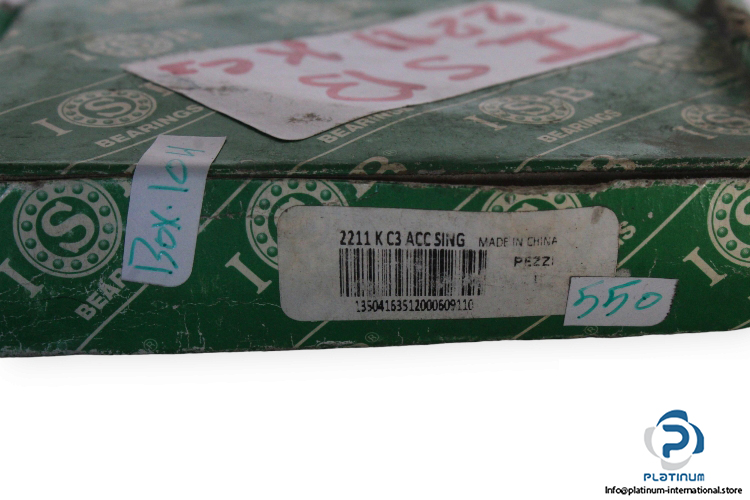 I S B
2211 K C3
ISB
BEARINGS
ISB
BEARINGS
BOX.104
2211 K C3 ACC SING MADE IN CHINA
PEZZI
1
13504163512000609110
550
PLATINUM
Info@platinum-international.store